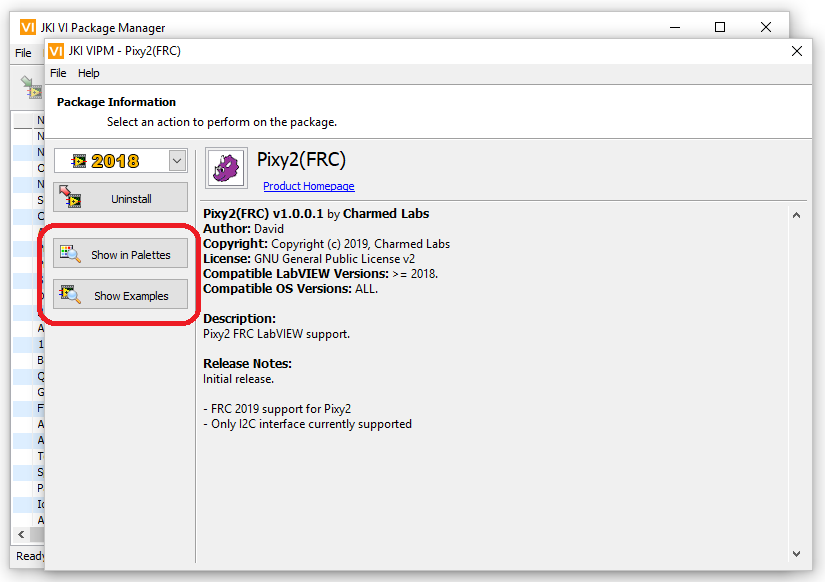 VI JKI VI Package Manager
File
VI JKI VIPM - Pixy2(FRC)
File Help
Package Information
Select an action to perform on the package.
2018
Uninstall
Show in Palettes
Show Examples
Pixy2(FRC)
Product Homepage
Pixy2(FRC) v1.0.0.1 by Charmed Labs
Author: David
Copyright: Copyright (c) 2019, Charmed Labs
License: GNU General Public License v2
Compatible LabVIEW Versions: >= 2018.
Compatible OS Versions: ALL.
Description:
Pixy2 FRC LabVIEW support.
Release Notes:
Initial release.
- FRC 2019 support for Pixy2
- Only I2C interface currently supported
Ready